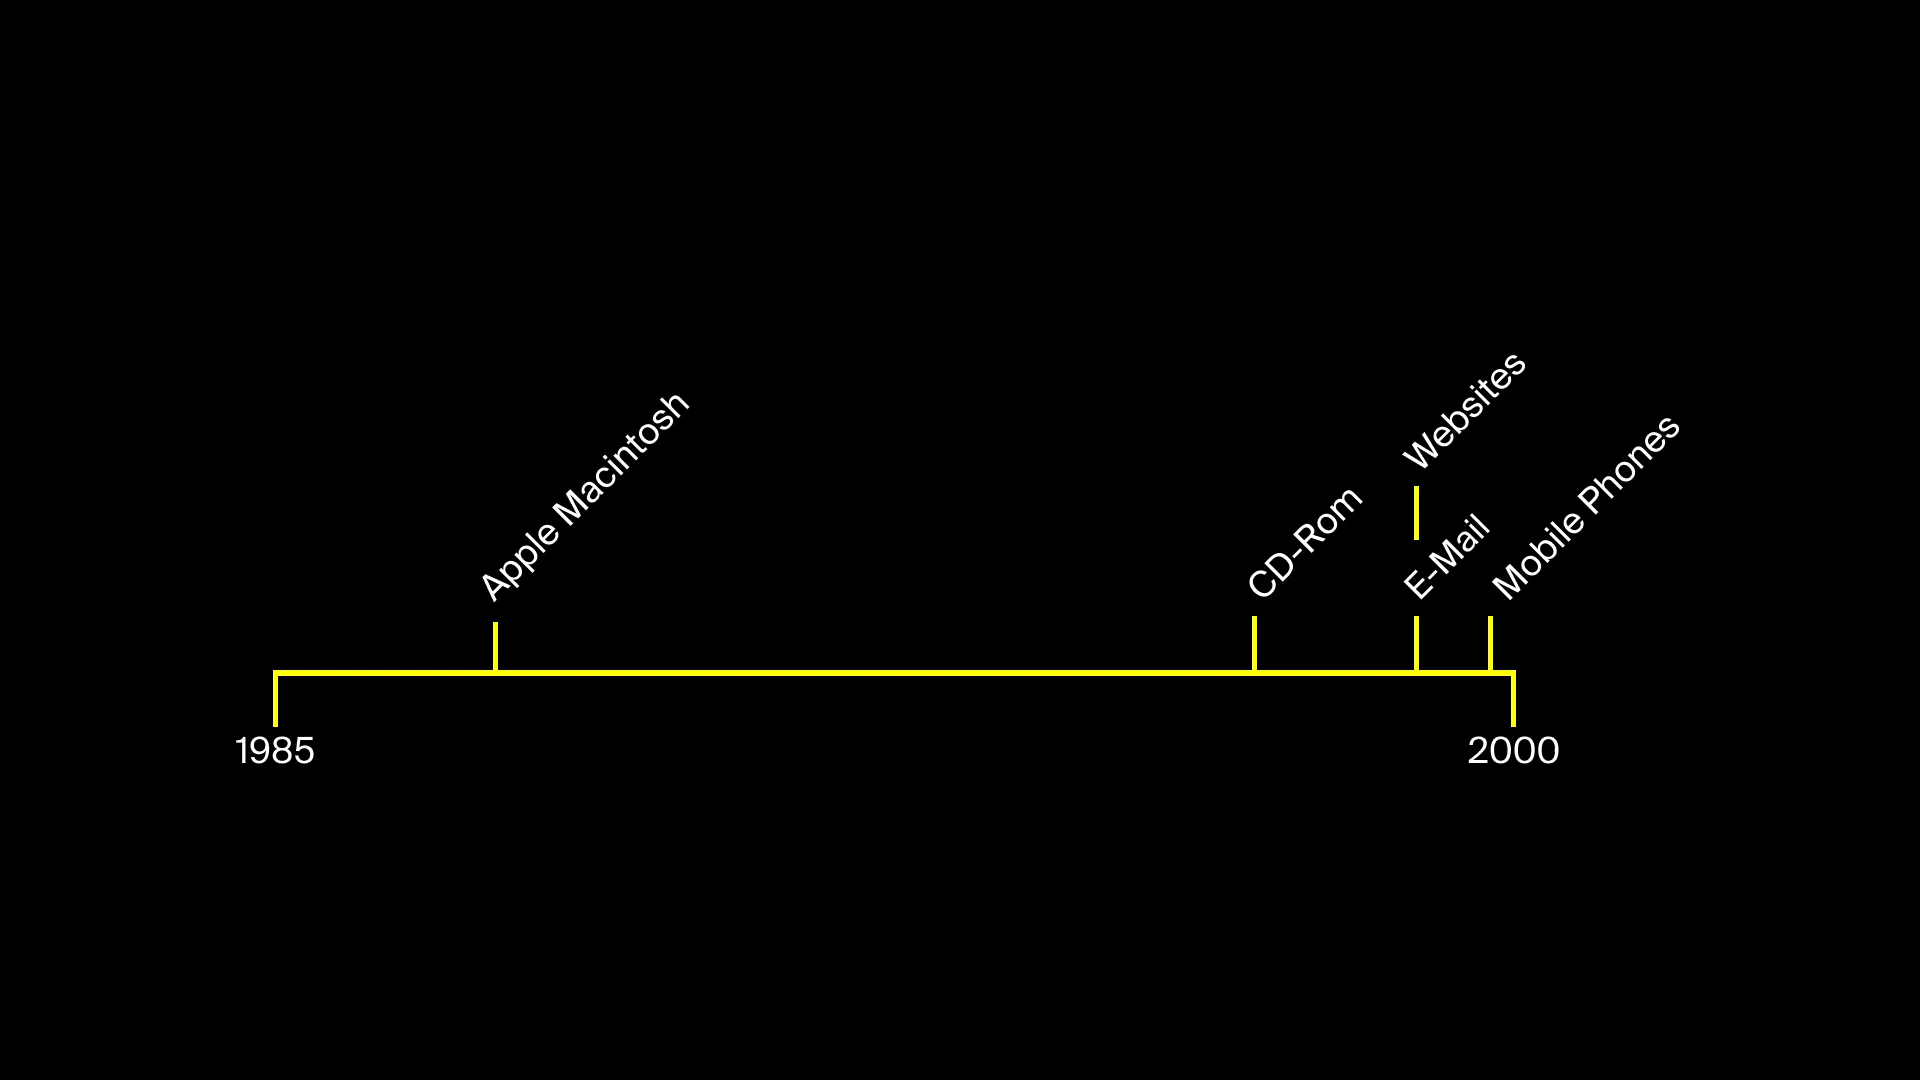 Apple Macintosh
CD-Rom
Websites
E-Mail
Mobile Phones
1985
2000